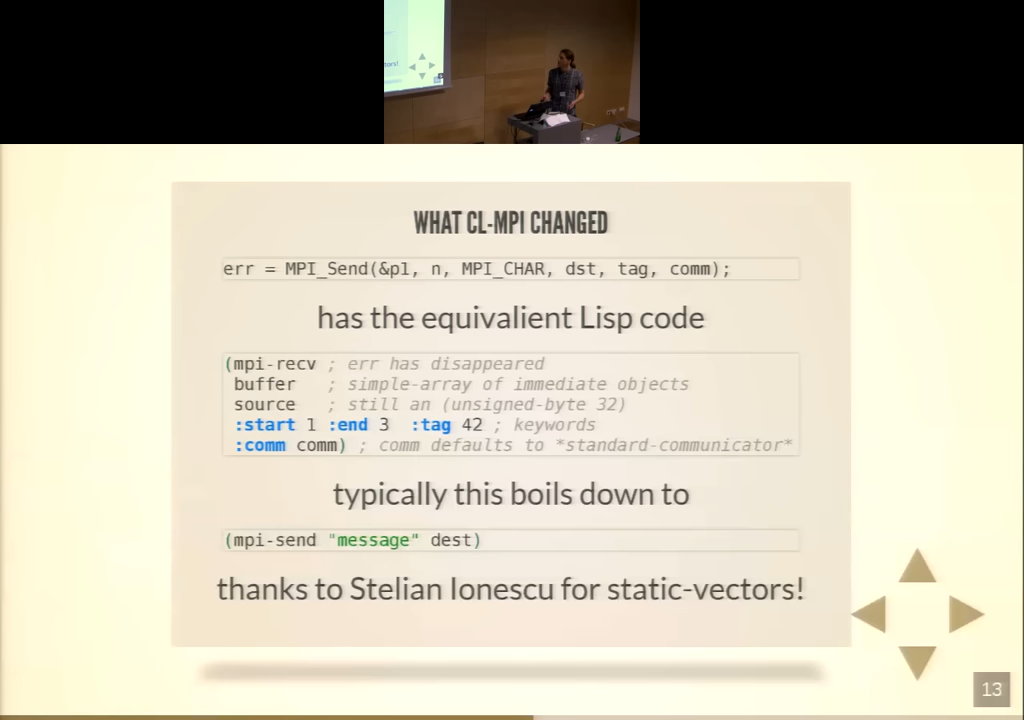 WHAT CL-MPI CHANGED
err = MPI_Send(&p1, n, MPI_CHAR, dst, tag, comm);
has the equivalient Lisp code
(mpi-recv ; err has disappeared
buffer ; simple-array of immediate objects
source ; still an (unsigned-byte 32)
:start 1 :end 3 :tag 42 ; keywords
:comm comm) ; comm defaults to *standard-communicator*
typically this boils down to
(mpi-send "message" dest)
thanks to Stelian Ionescu for static-vectors!
13